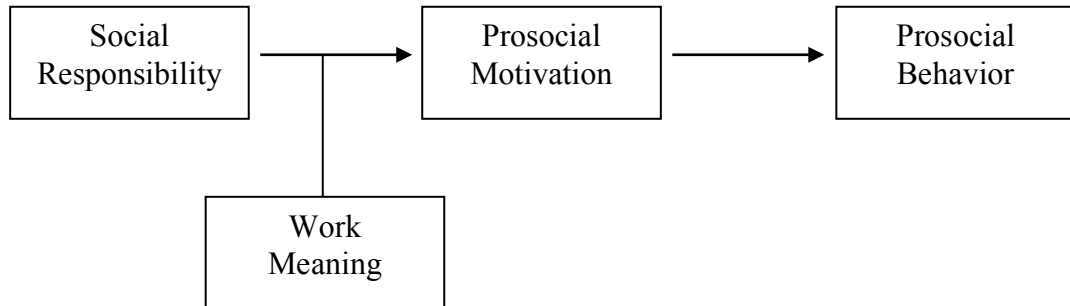 Social
Responsibility
Prosocial
Motivation
Prosocial
Behavior
Work
Meaning